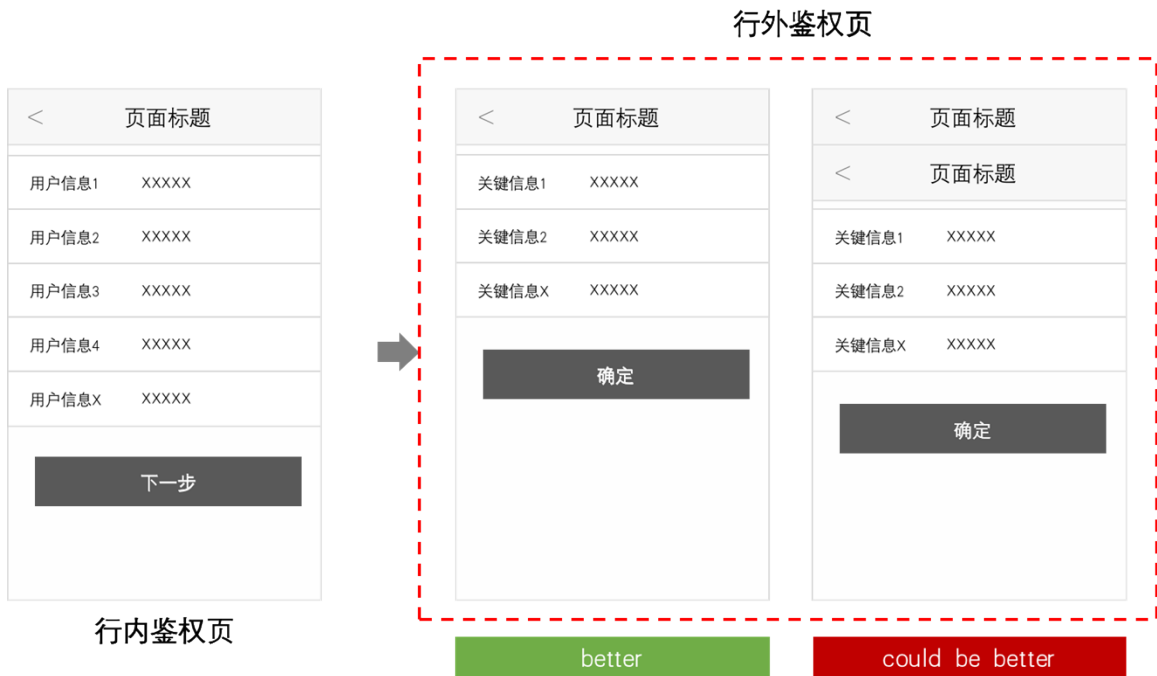 行外鉴权页
< 页面标题
用户信息1 XXXXX
用户信息2 XXXXX
用户信息3 XXXXX
用户信息4 XXXXX
用户信息X XXXXX
下一步
行内鉴权页
< 页面标题
关键信息1 XXXXX
关键信息2 XXXXX
关键信息X XXXXX
确定
better
< 页面标题
< 页面标题
关键信息1 XXXXX
关键信息2 XXXXX
关键信息X XXXXX
确定
could be better